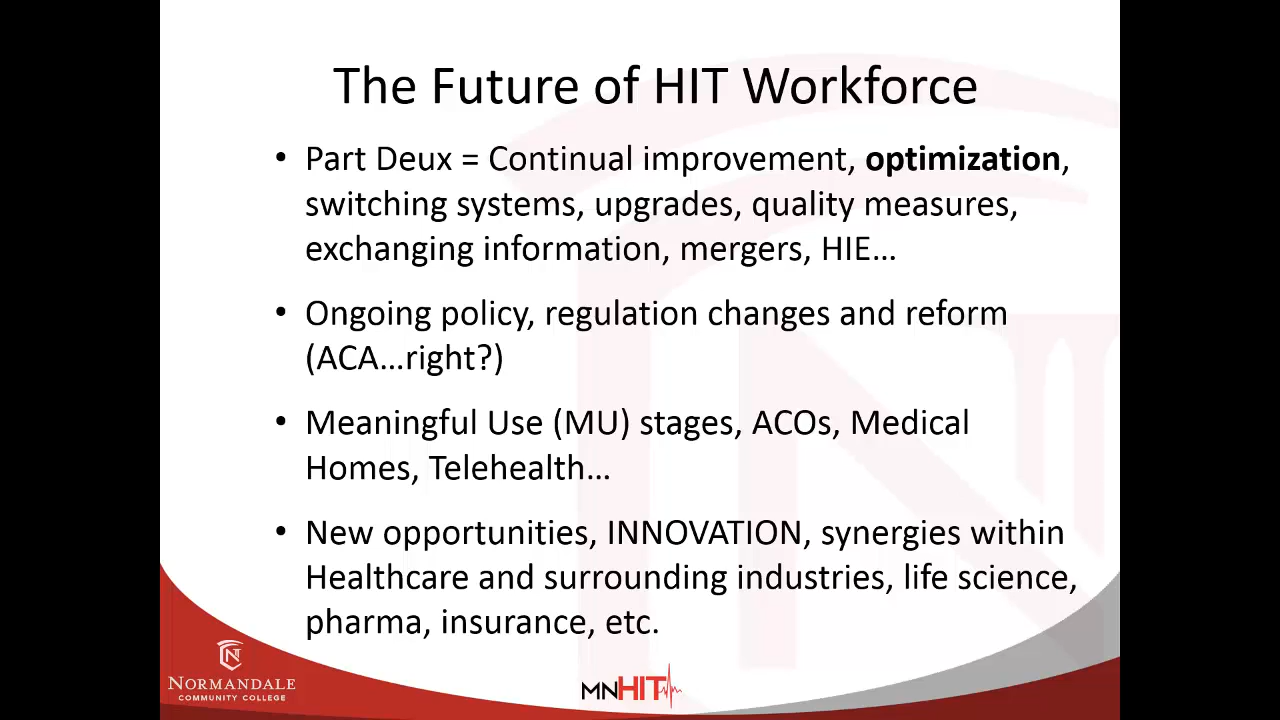 The Future of HIT Workforce
• Part Deux = Continual improvement, optimization,
switching systems, upgrades, quality measures,
exchanging information, mergers, HIE...
• Ongoing policy, regulation changes and reform
(ACA...right?)
• Meaningful Use (MU) stages, ACOs, Medical
Homes, Telehealth...
• New opportunities, INNOVATION, synergies within
Healthcare and surrounding industries, life science,
pharma, insurance, etc.
N
NORMANDALE
COMMUNITY COLLEGE
MNHIT